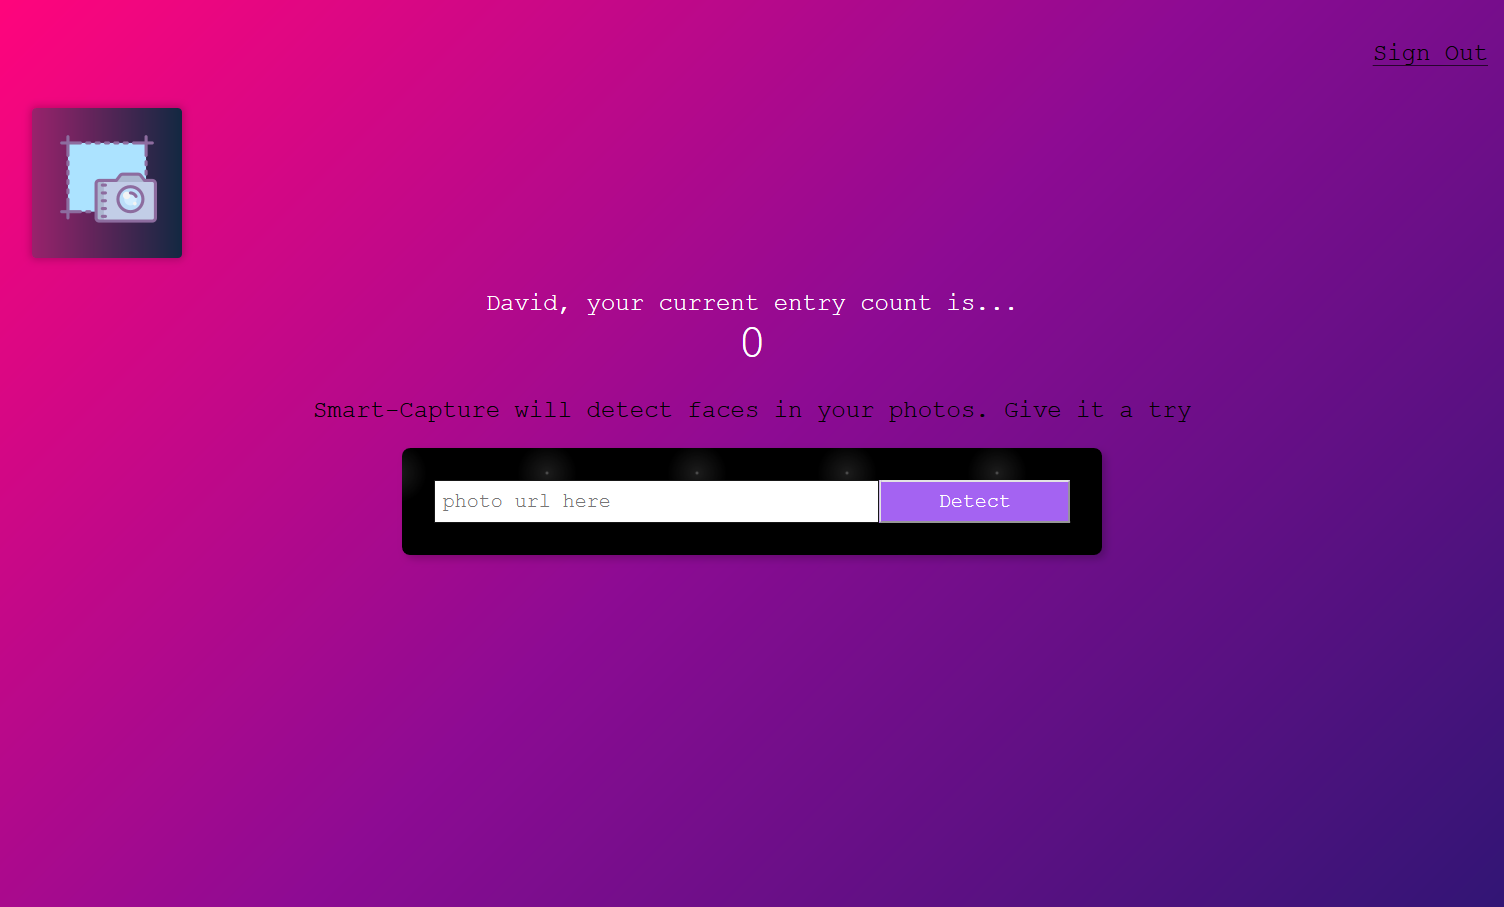 Sign Out
David, your current entry count is...
0
Smart-Capture will detect faces in your photos. Give it a try
photo url here
Detect